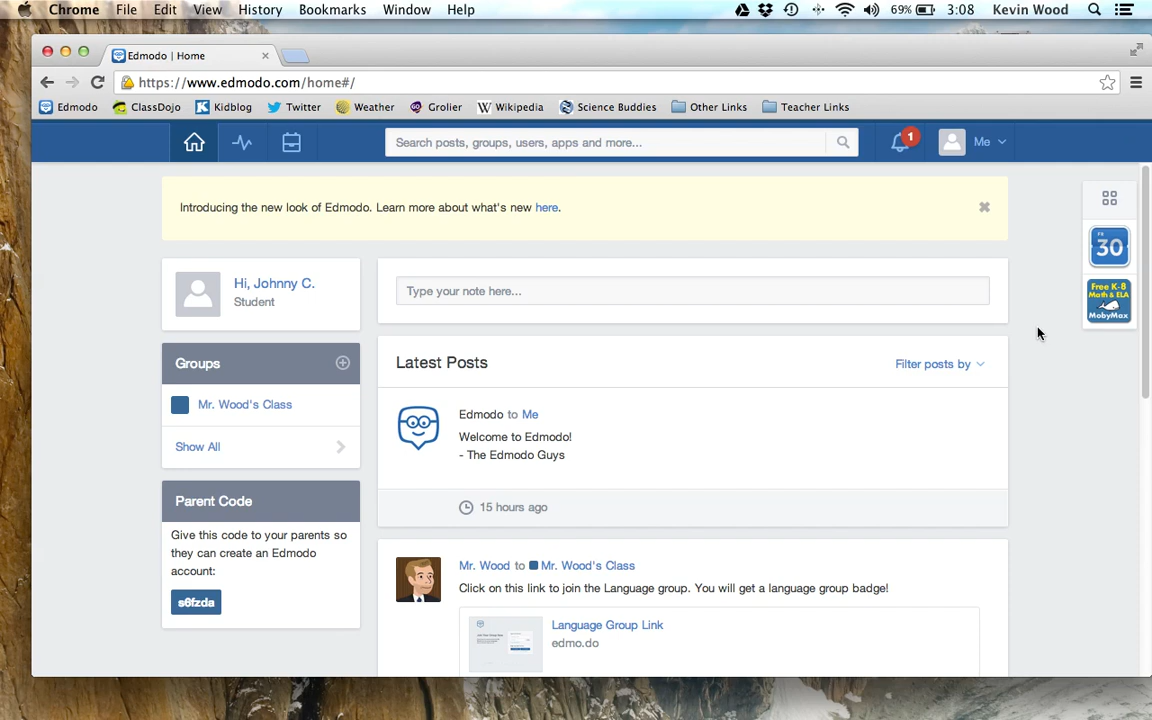 Chrome File Edit View History Bookmarks Window Help 69% 3:08 Kevin Wood
Edmodo | Home
https://www.edmodo.com/home#/
Edmodo ClassDojo Kidblog Twitter Weather Grolier Wikipedia Science Buddies Other Links Teacher Links
Search posts, groups, users, apps and more... 1 Me
Introducing the new look of Edmodo. Learn more about what's new here.
Hi, Johnny C.
Student
Type your note here...
Fri
30
Free K-8
Math & ELA
MobyMax
Groups
Mr. Wood's Class
Show All
Parent Code
Give this code to your parents so
they can create an Edmodo
account:
s6fzda
Latest Posts Filter posts by
Edmodo to Me
Welcome to Edmodo!
- The Edmodo Guys
15 hours ago
Mr. Wood to Mr. Wood's Class
Click on this link to join the Language group. You will get a language group badge!
Language Group Link
edmo.do